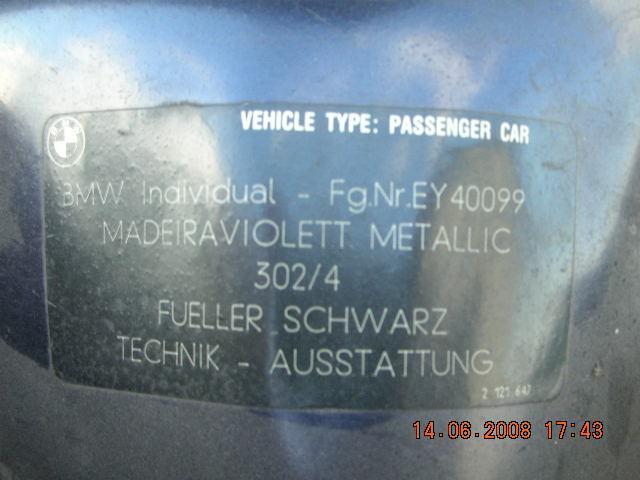 VEHICLE TYPE: PASSENGER CAR
BMW Individual - Fg.Nr.EY40099
MADEIRAVIOLETT METALLIC
302/4
FUELLER SCHWARZ
TECHNIK - AUSSTATTUNG
2 121 647
14.06.2008 17:43